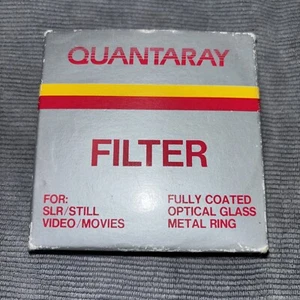 QUANTARAY
FILTER
FOR:
SLR/STILL
VIDEO/MOVIES
FULLY COATED
OPTICAL GLASS
METAL RING